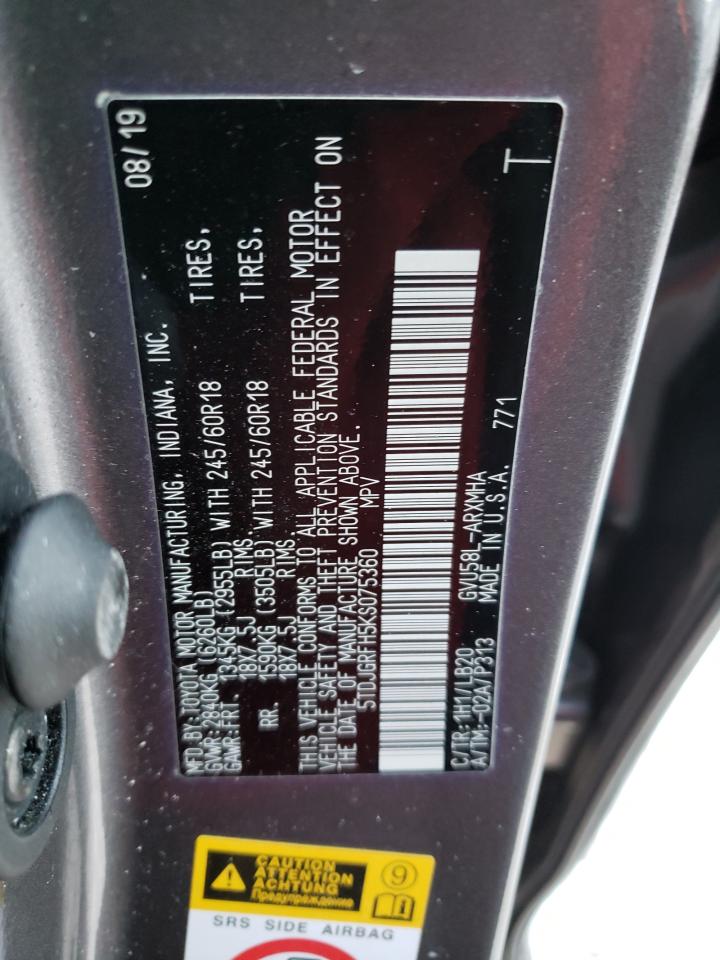 MFD.BY:TOYOTA MOTOR MANUFACTURING, INDIANA, INC. 08/19
GVWR:2840KG (6260LB)
GAWR:FRT 1345KG (2955LB) WITH 245/60R18 TIRES,
18X7.5J RIMS.
RR. 1590KG (3505LB) WITH 245/60R18 TIRES,
18X7.5J RIMS.
THIS VEHICLE CONFORMS TO ALL APPLICABLE FEDERAL MOTOR
VEHICLE SAFETY AND THEFT PREVENTION STANDARDS IN EFFECT ON
THE DATE OF MANUFACTURE SHOWN ABOVE.
5TDJGRFH5KS075360 MPV
C/TR:1H1/LB20 GVU58L-ARXMHA T
A/TM:-02A/P313 MADE IN U.S.A. 771
CAUTION
ATTENTION
ACHTUNG
Предупреждение
9
SRS SIDE AIRBAG